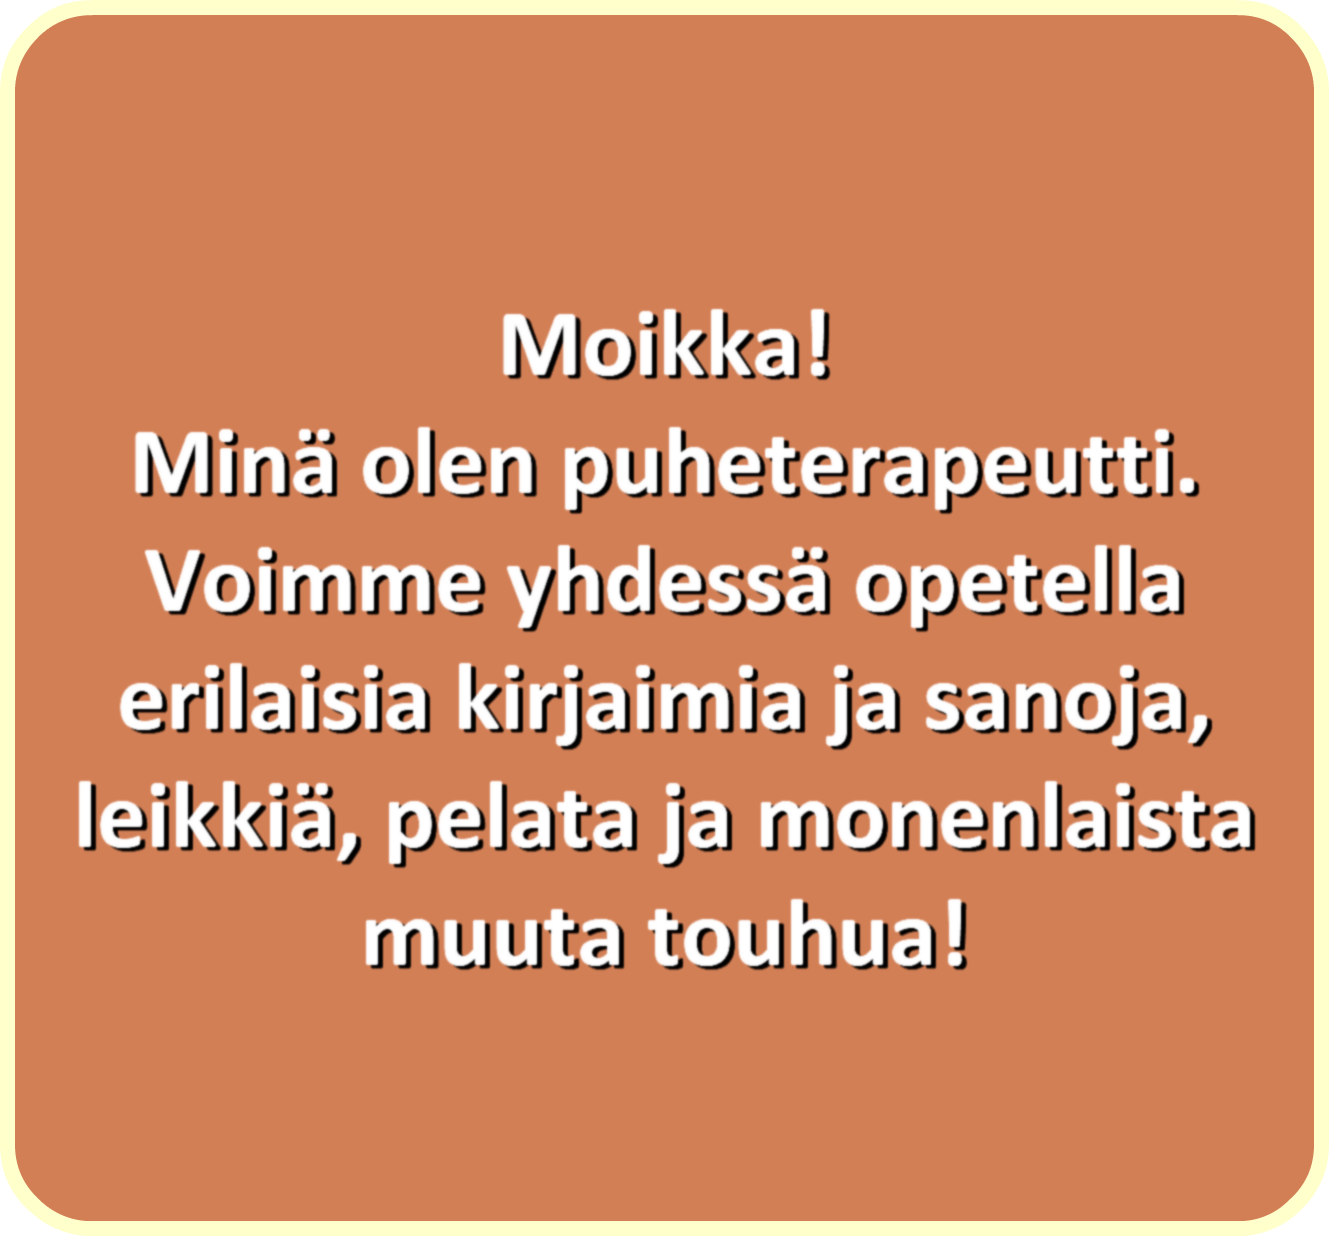 Moikka!
Minä olen puheterapeutti.
Voimme yhdessä opetella
erilaisia kirjaimia ja sanoja,
leikkiä, pelata ja monenlaista
muuta touhua!